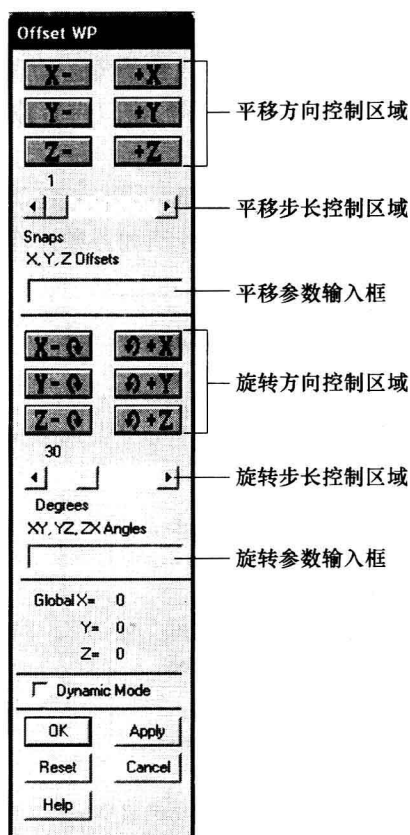 Offset WP
X- +X
Y- +Y
Z- +Z
平移方向控制区域
1
平移步长控制区域
Snaps
X, Y, Z Offsets
平移参数输入框
X- +X
Y- +Y
Z- +Z
旋转方向控制区域
30
旋转步长控制区域
Degrees
XY, YZ, ZX Angles
旋转参数输入框
Global X= 0
Y= 0
Z= 0
Dynamic Mode
OK Apply
Reset Cancel
Help